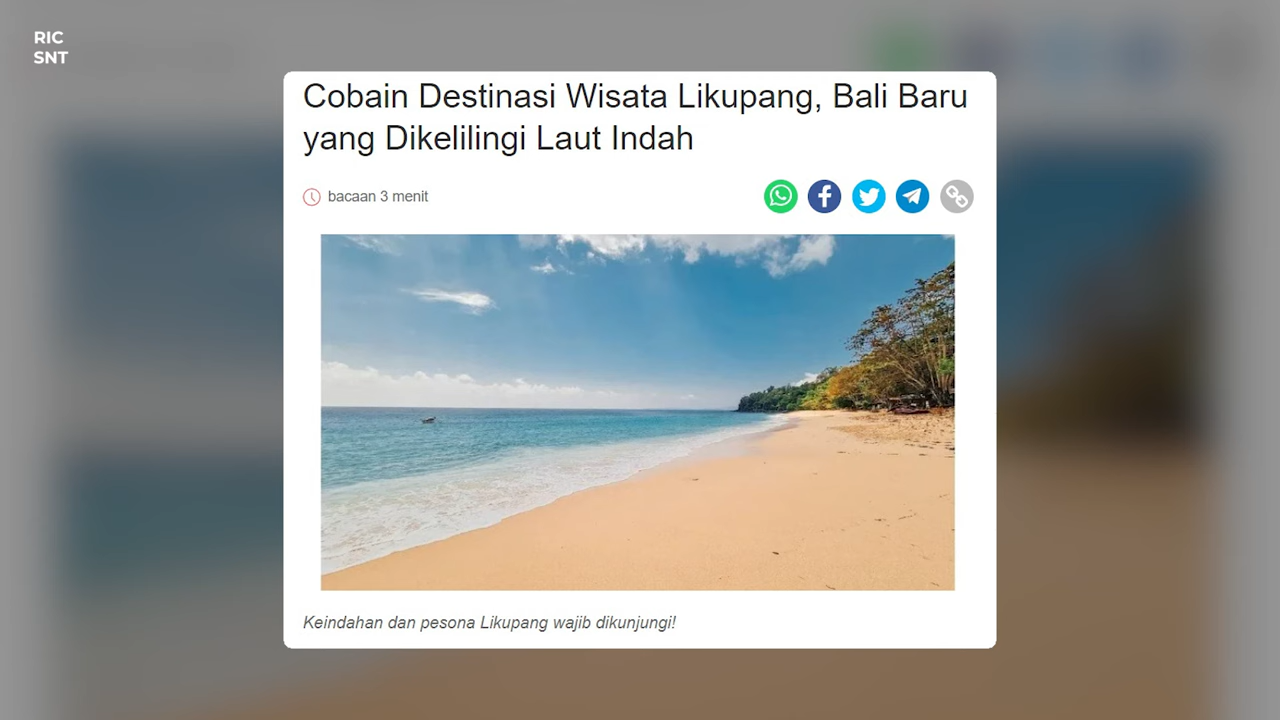 RIC
SNT
Cobain Destinasi Wisata Likupang, Bali Baru
yang Dikelilingi Laut Indah
bacaan 3 menit
Keindahan dan pesona Likupang wajib dikunjungi!